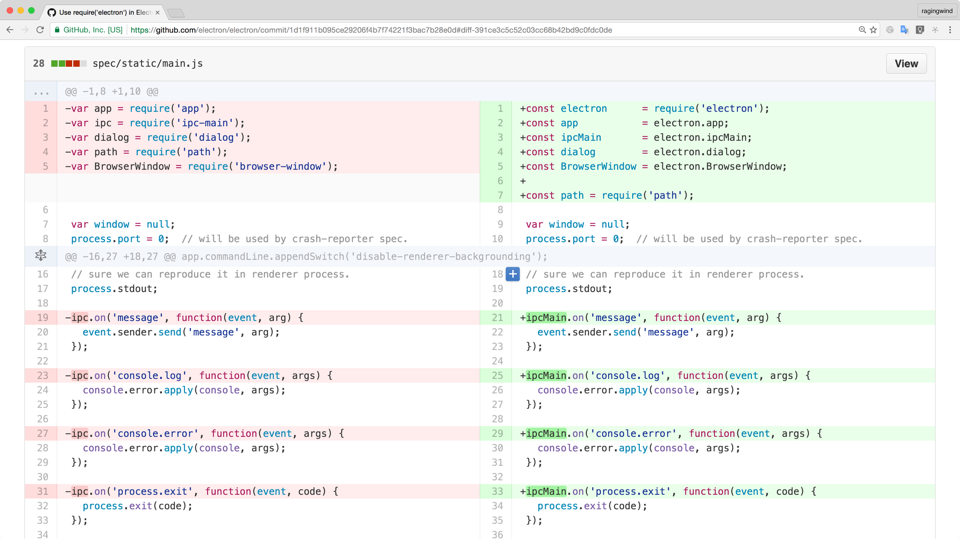 Use require('electron') in Elect
ragingwind
GitHub, Inc. [US] https://github.com/electron/electron/commit/1d1f911b095ce29206f4b7f74221f3bac7b28e0d#diff-391ce3c5c52c03cc68b42bd9c0fdc0de
28 spec/static/main.js View
... @@ -1,8 +1,10 @@
1 -var app = require('app'); 1 +const electron = require('electron');
2 -var ipc = require('ipc-main'); 2 +const app = electron.app;
3 -var dialog = require('dialog'); 3 +const ipcMain = electron.ipcMain;
4 -var path = require('path'); 4 +const dialog = electron.dialog;
5 -var BrowserWindow = require('browser-window'); 5 +const BrowserWindow = electron.BrowserWindow;
6 +
7 +const path = require('path');
6 8
7 var window = null; 9 var window = null;
8 process.port = 0; // will be used by crash-reporter spec. 10 process.port = 0; // will be used by crash-reporter spec.
@@ -16,27 +18,27 @@ app.commandLine.appendSwitch('disable-renderer-backgrounding');
16 // sure we can reproduce it in renderer process. 18 // sure we can reproduce it in renderer process.
17 process.stdout; 19 process.stdout;
18 20
19 -ipc.on('message', function(event, arg) { 21 +ipcMain.on('message', function(event, arg) {
20 event.sender.send('message', arg); 22 event.sender.send('message', arg);
21 }); 23 });
22 24
23 -ipc.on('console.log', function(event, args) { 25 +ipcMain.on('console.log', function(event, args) {
24 console.error.apply(console, args); 26 console.error.apply(console, args);
25 }); 27 });
26 28
27 -ipc.on('console.error', function(event, args) { 29 +ipcMain.on('console.error', function(event, args) {
28 console.error.apply(console, args); 30 console.error.apply(console, args);
29 }); 31 });
30 32
31 -ipc.on('process.exit', function(event, code) { 33 +ipcMain.on('process.exit', function(event, code) {
32 process.exit(code); 34 process.exit(code);
33 }); 35 });
34 36